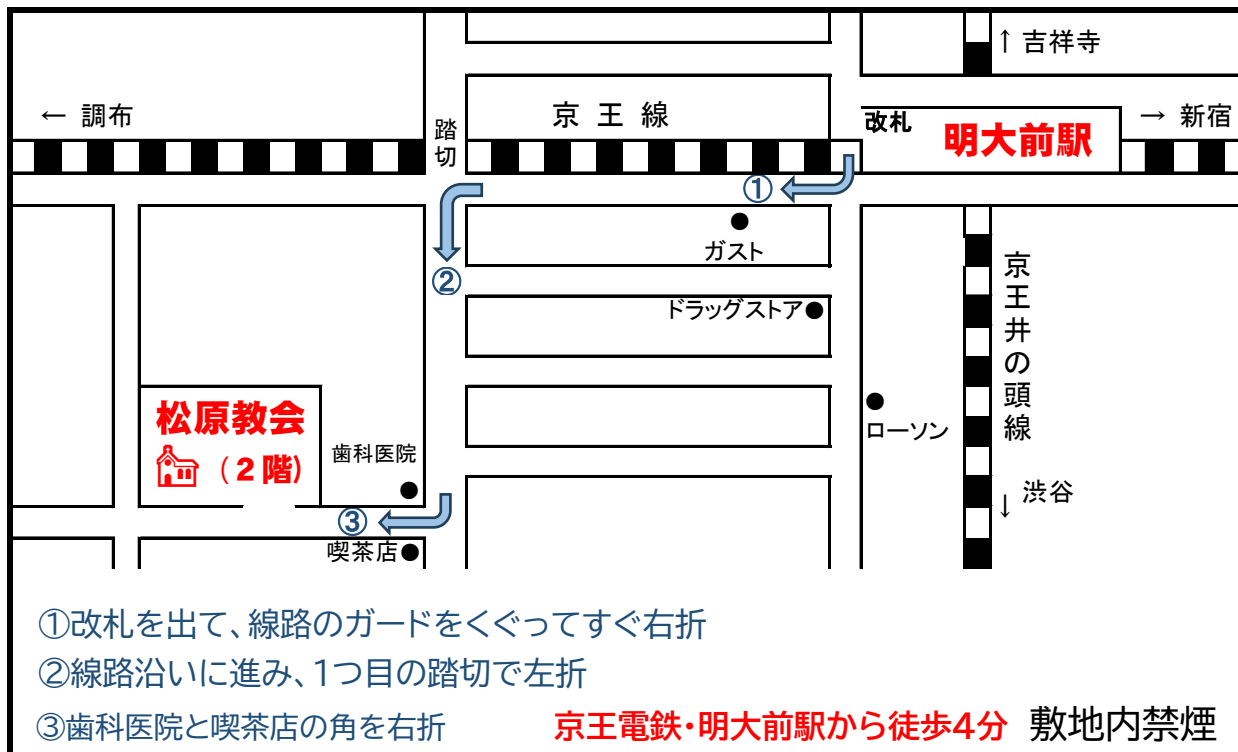 ↑ 吉祥寺
← 調布
踏切
京王線
改札
明大前駅
→ 新宿
①
②
ガスト
ドラッグストア
京王井の頭線
松原教会
(2階)
歯科医院
ローソン
↓ 渋谷
③
喫茶店
①改札を出て、線路のガードをくぐってすぐ右折
②線路沿いに進み、1つ目の踏切で左折
③歯科医院と喫茶店の角を右折
京王電鉄・明大前駅から徒歩4分 敷地内禁煙